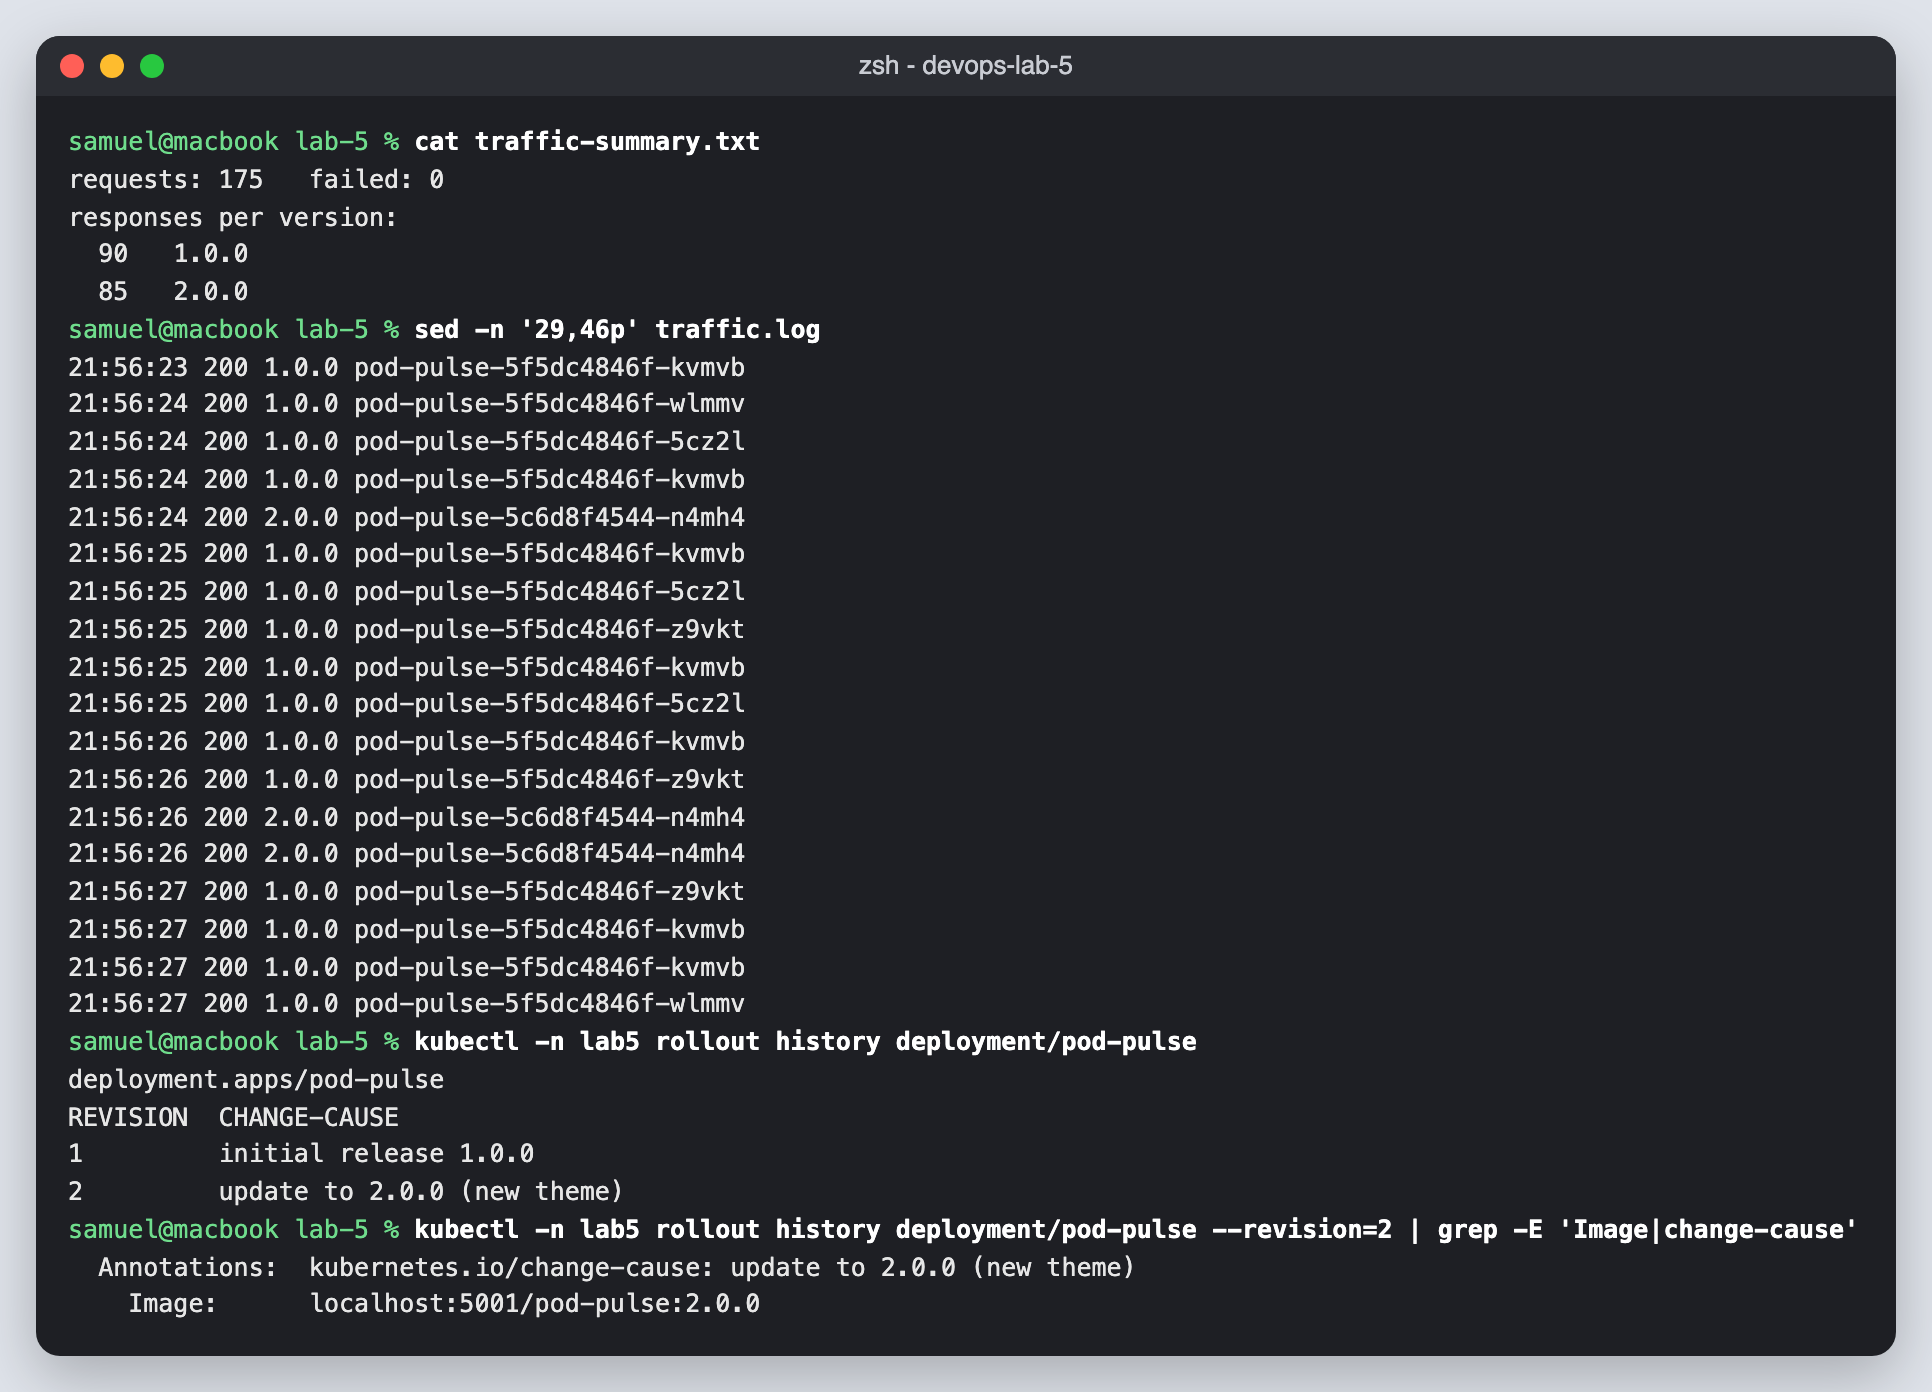 zsh - devops-lab-5
samuel@macbook lab-5 % cat traffic-summary.txt
requests: 175   failed: 0
responses per version:
  90   1.0.0
  85   2.0.0
samuel@macbook lab-5 % sed -n '29,46p' traffic.log
21:56:23 200 1.0.0 pod-pulse-5f5dc4846f-kvmvb
21:56:24 200 1.0.0 pod-pulse-5f5dc4846f-wlmmv
21:56:24 200 1.0.0 pod-pulse-5f5dc4846f-5cz2l
21:56:24 200 1.0.0 pod-pulse-5f5dc4846f-kvmvb
21:56:24 200 2.0.0 pod-pulse-5c6d8f4544-n4mh4
21:56:25 200 1.0.0 pod-pulse-5f5dc4846f-kvmvb
21:56:25 200 1.0.0 pod-pulse-5f5dc4846f-5cz2l
21:56:25 200 1.0.0 pod-pulse-5f5dc4846f-z9vkt
21:56:25 200 1.0.0 pod-pulse-5f5dc4846f-kvmvb
21:56:25 200 1.0.0 pod-pulse-5f5dc4846f-5cz2l
21:56:26 200 1.0.0 pod-pulse-5f5dc4846f-kvmvb
21:56:26 200 1.0.0 pod-pulse-5f5dc4846f-z9vkt
21:56:26 200 2.0.0 pod-pulse-5c6d8f4544-n4mh4
21:56:26 200 2.0.0 pod-pulse-5c6d8f4544-n4mh4
21:56:27 200 1.0.0 pod-pulse-5f5dc4846f-z9vkt
21:56:27 200 1.0.0 pod-pulse-5f5dc4846f-kvmvb
21:56:27 200 1.0.0 pod-pulse-5f5dc4846f-kvmvb
21:56:27 200 1.0.0 pod-pulse-5f5dc4846f-wlmmv
samuel@macbook lab-5 % kubectl -n lab5 rollout history deployment/pod-pulse
deployment.apps/pod-pulse
REVISION  CHANGE-CAUSE
1         initial release 1.0.0
2         update to 2.0.0 (new theme)
samuel@macbook lab-5 % kubectl -n lab5 rollout history deployment/pod-pulse --revision=2 | grep -E 'Image|change-cause'
  Annotations:  kubernetes.io/change-cause: update to 2.0.0 (new theme)
    Image:      localhost:5001/pod-pulse:2.0.0